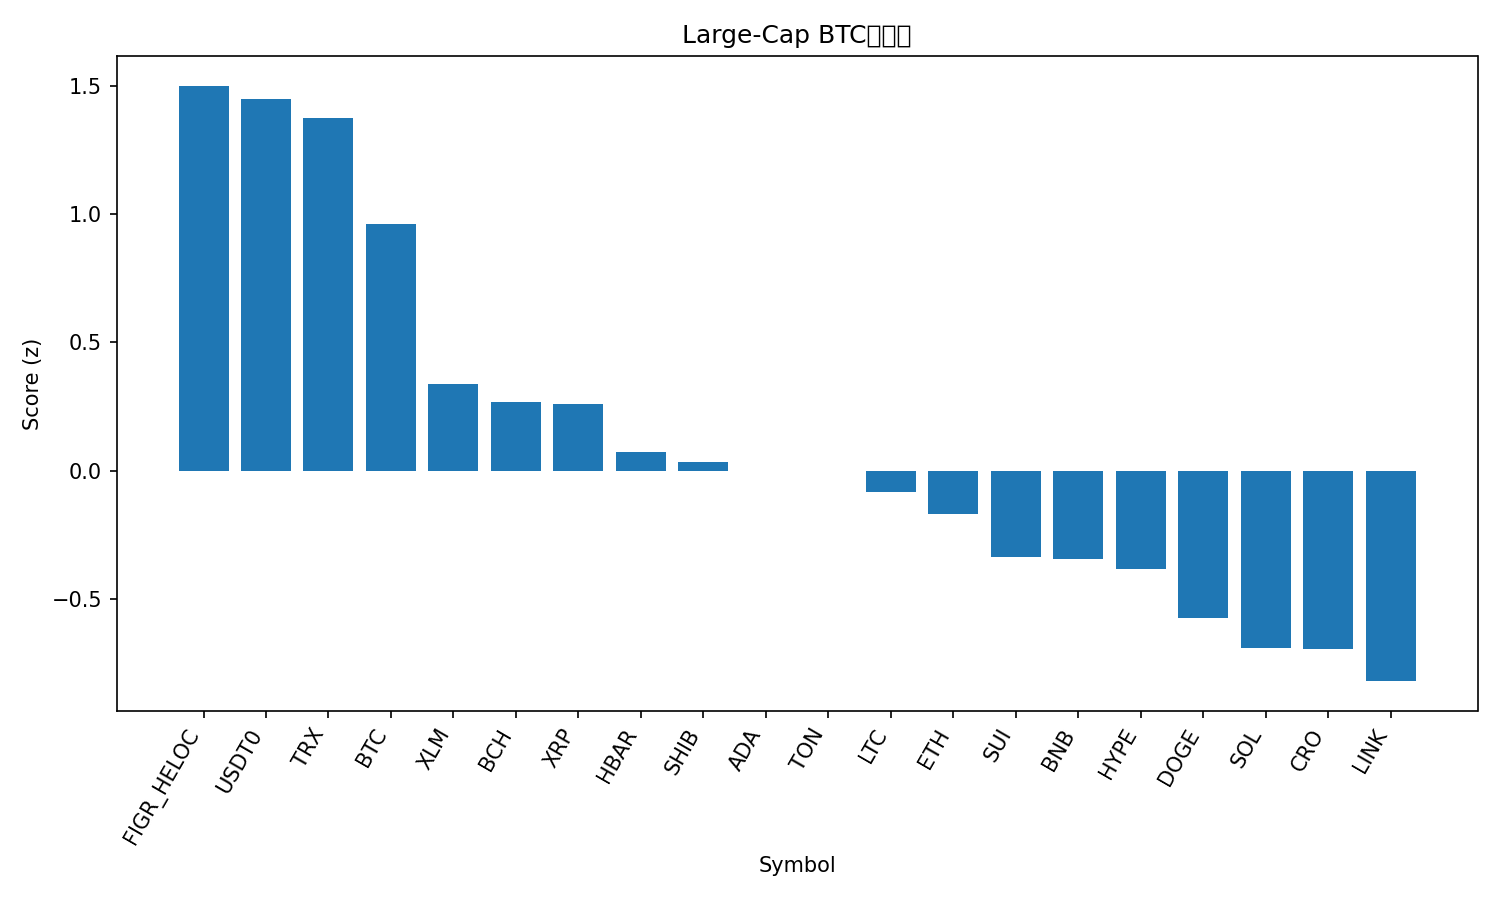 Large-Cap BTC
Score (z)
1.5
1.0
0.5
0.0
−0.5
FIGR_HELOC
USDT0
TRX
BTC
XLM
BCH
XRP
HBAR
SHIB
ADA
TON
LTC
ETH
SUI
BNB
HYPE
DOGE
SOL
CRO
LINK
Symbol